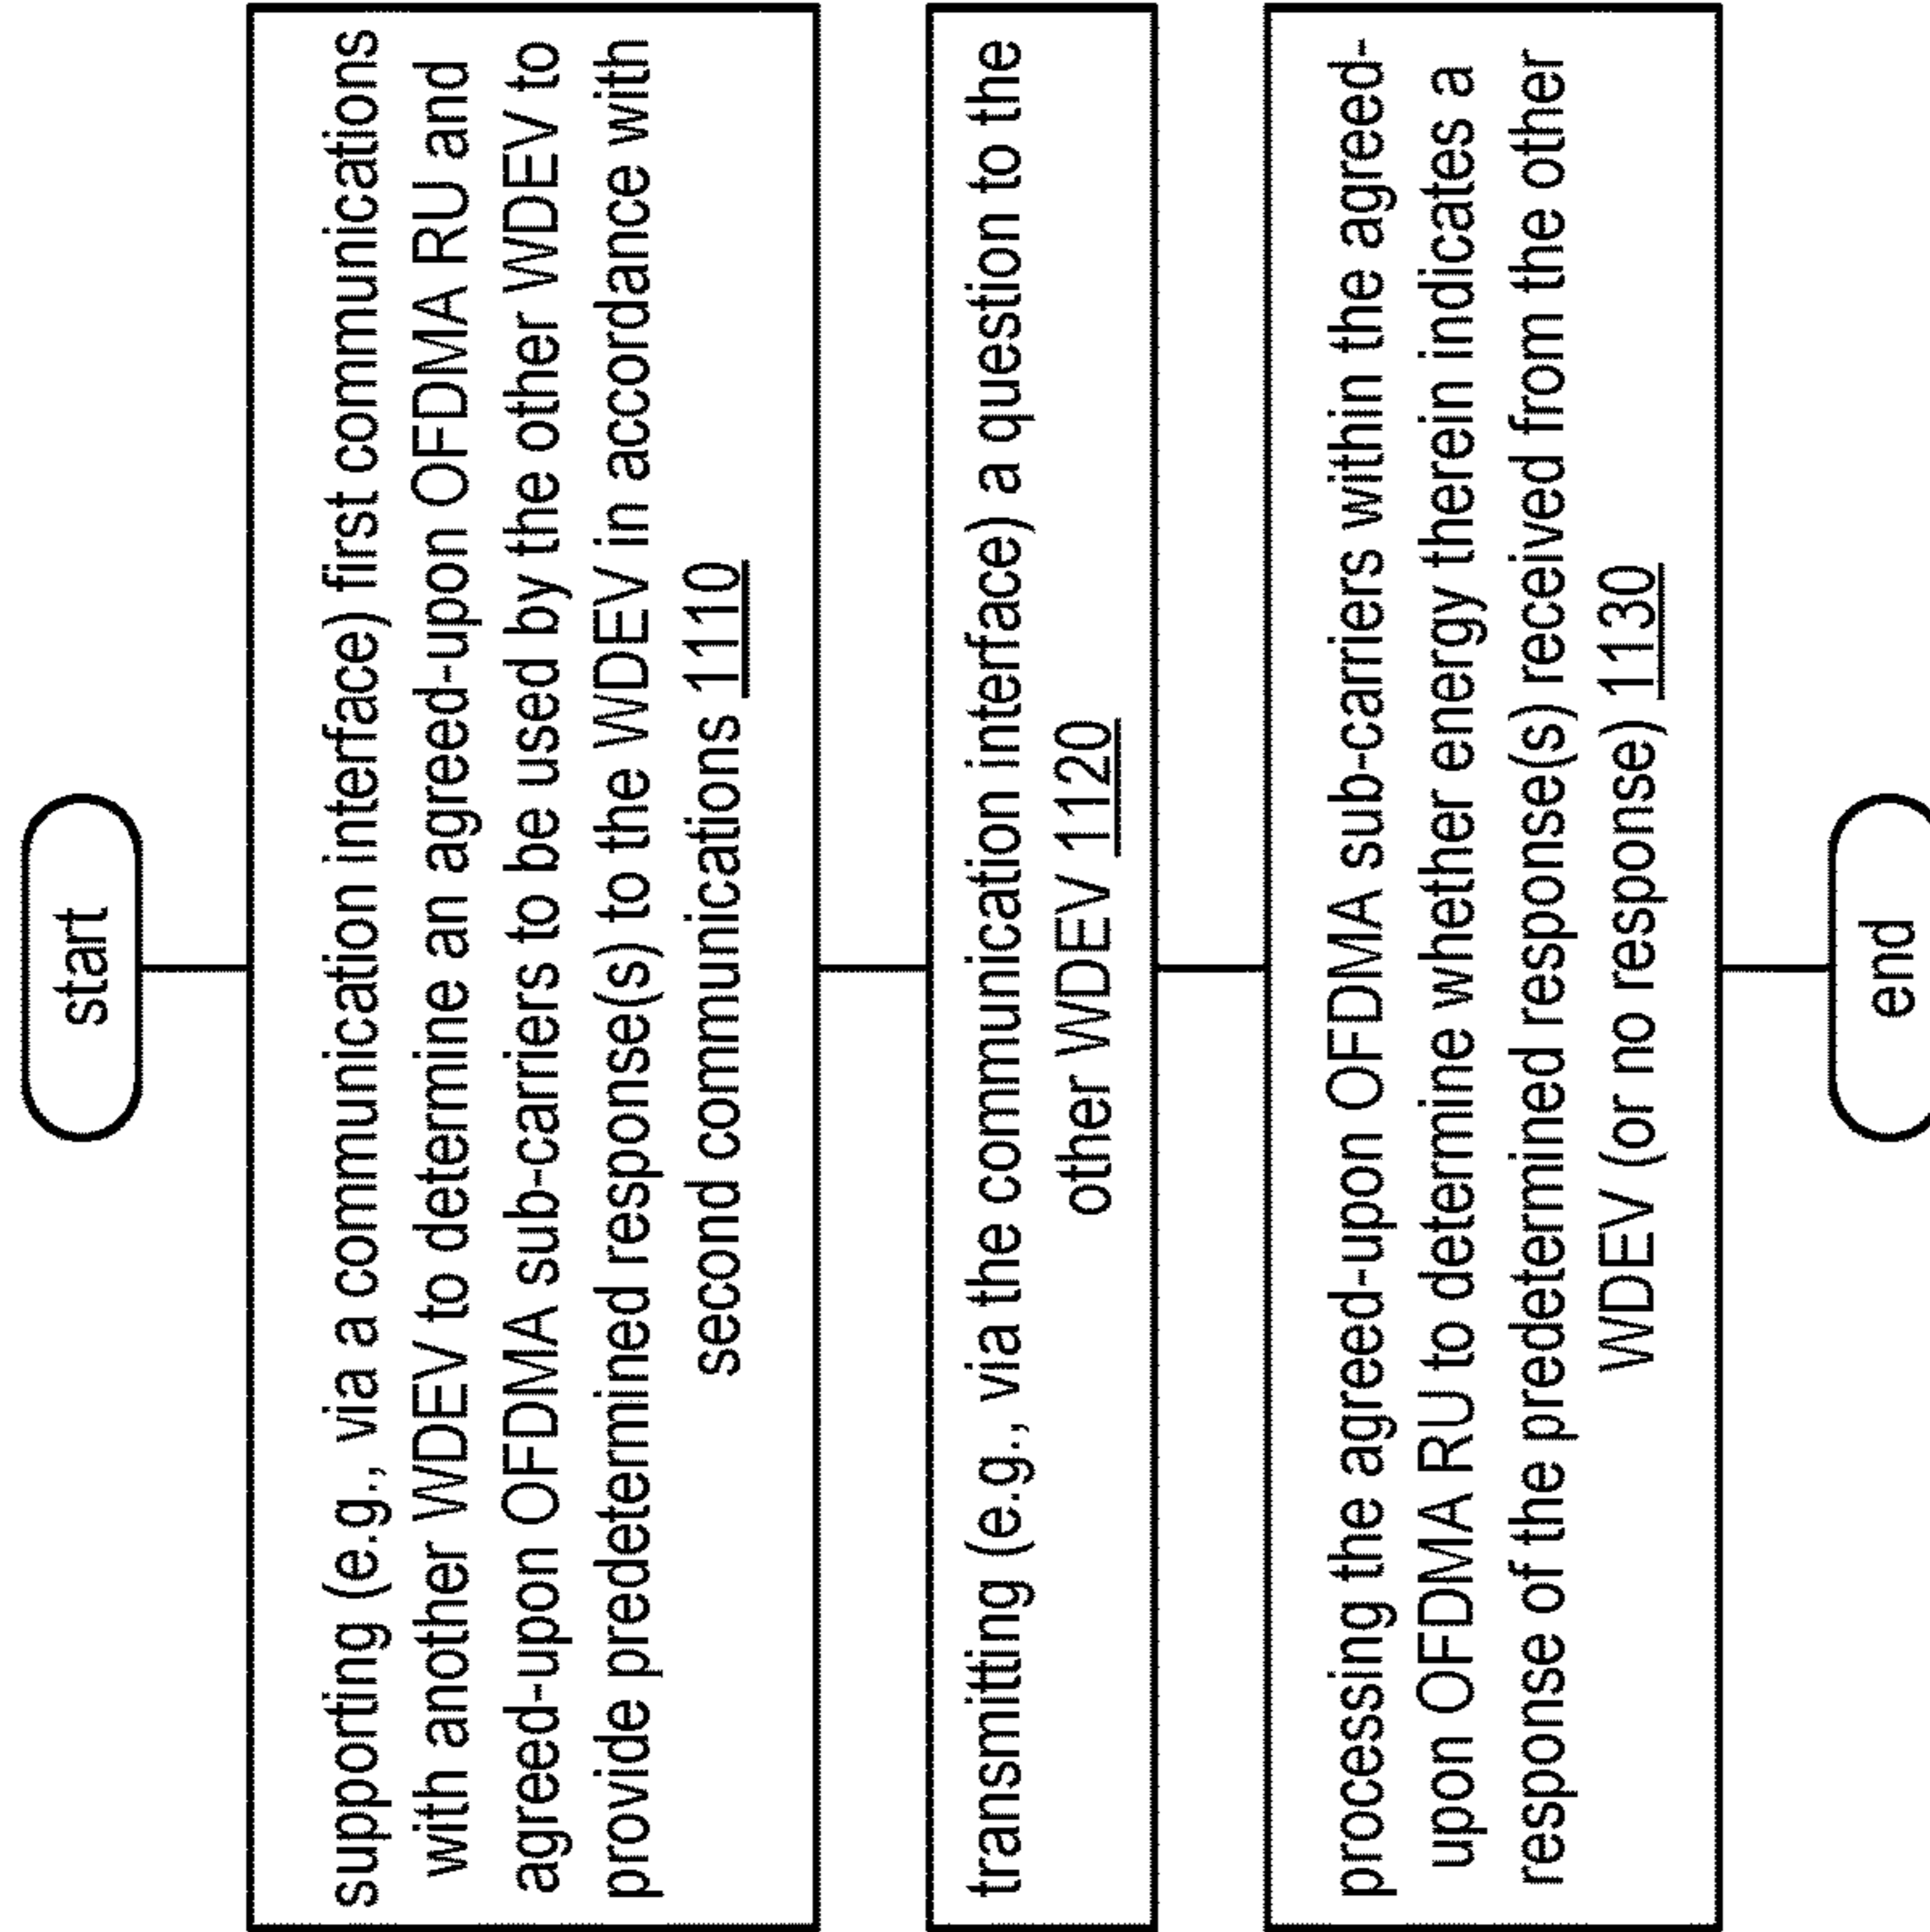 start
supporting (e.g., via a communication interface) first communications
with another WDEV to determine an agreed-upon OFDMA RU and
agreed-upon OFDMA sub-carriers to be used by the other WDEV to
provide predetermined response(s) to the WDEV in accordance with
second communications 1110
transmitting (e.g., via the communication interface) a question to the
other WDEV 1120
processing the agreed-upon OFDMA sub-carriers within the agreed-
upon OFDMA RU to determine whether energy therein indicates a
response of the predetermined response(s) received from the other
WDEV (or no response) 1130
end